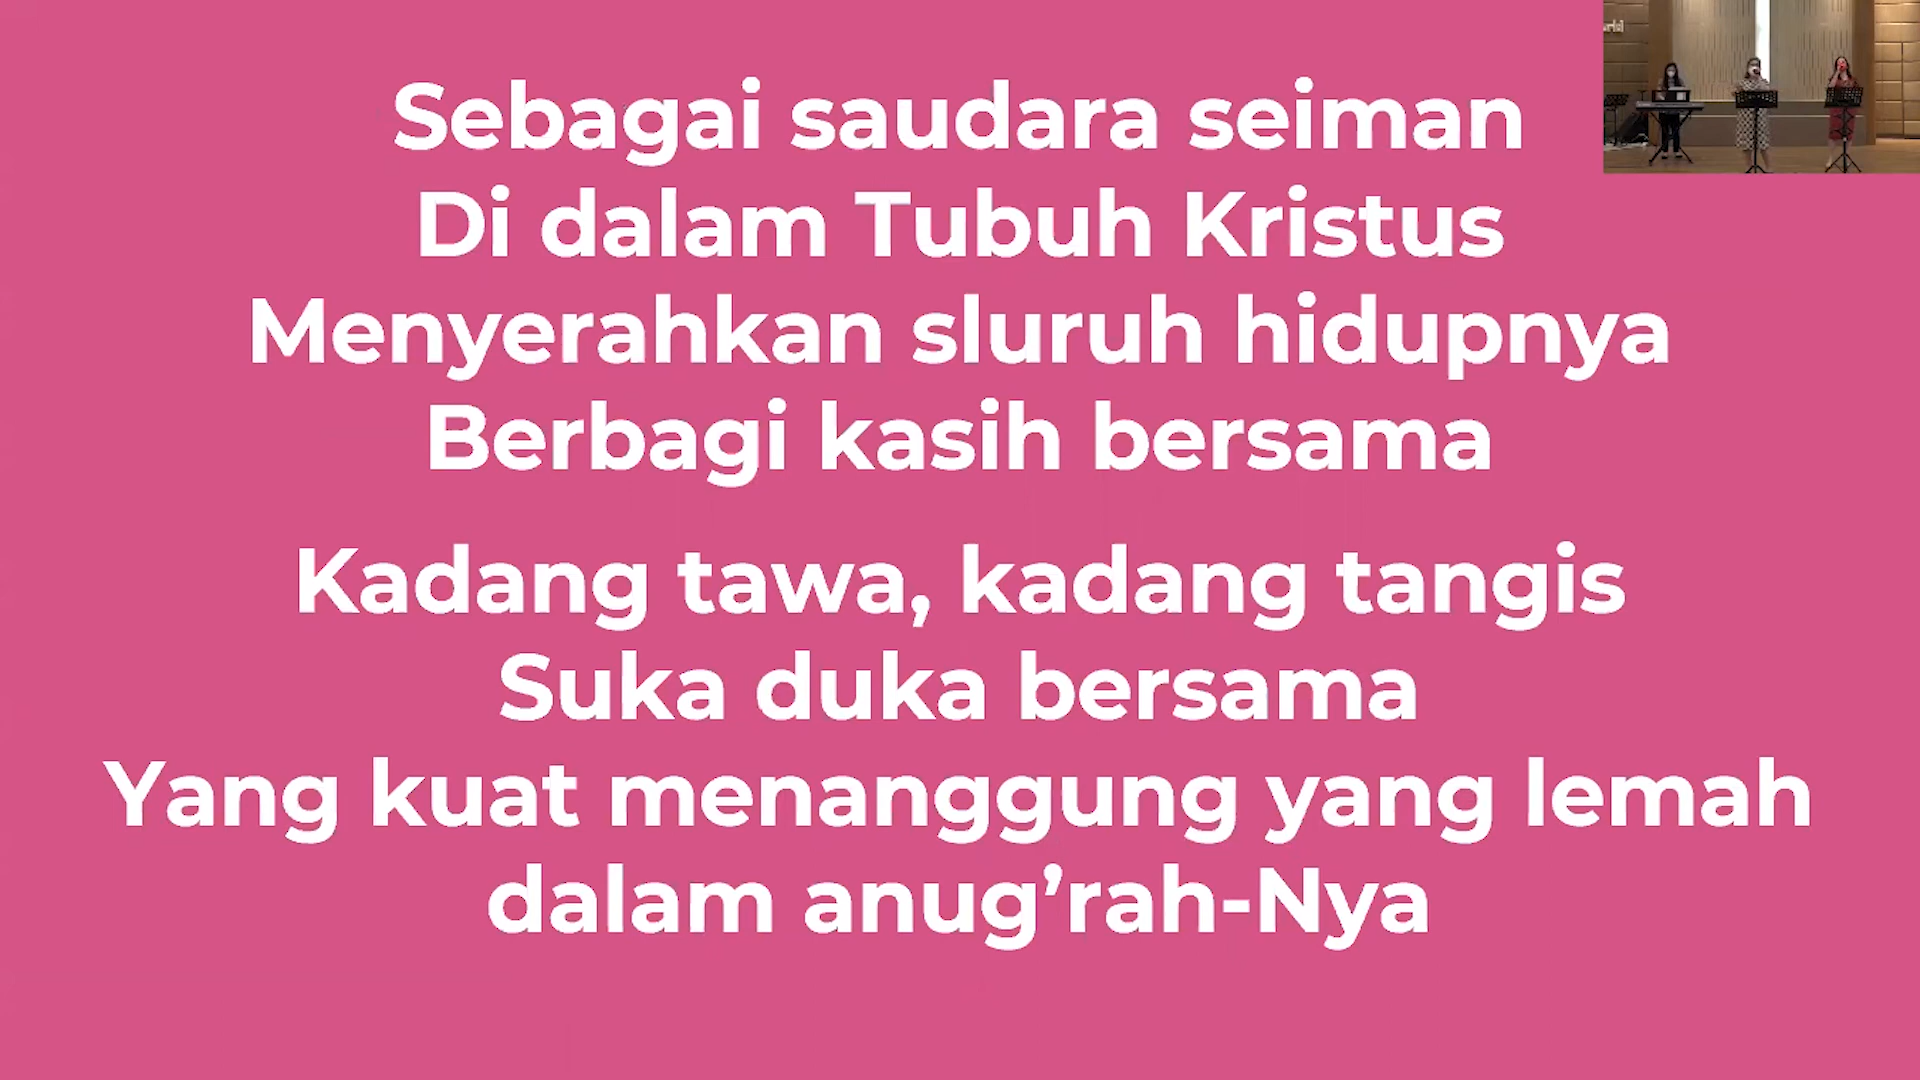 Sebagai saudara seiman
Di dalam Tubuh Kristus
Menyerahkan sluruh hidupnya
Berbagi kasih bersama
Kadang tawa, kadang tangis
Suka duka bersama
Yang kuat menanggung yang lemah
dalam anug’rah-Nya